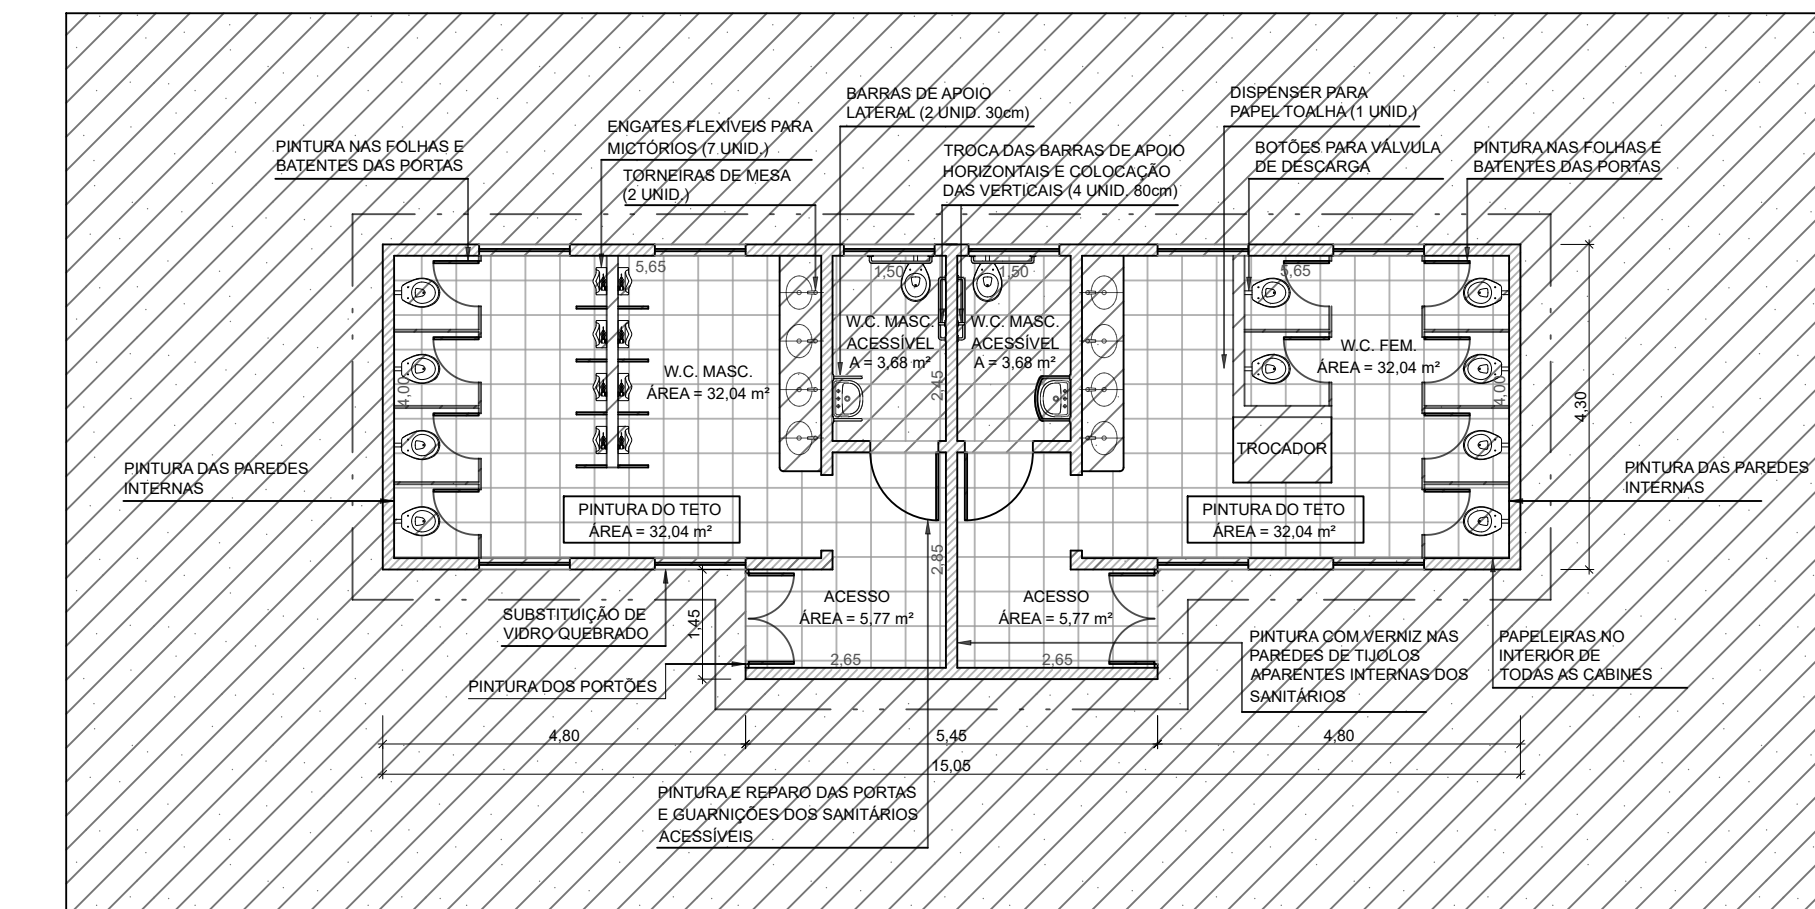 BARRAS DE APOIO
LATERAL (2 UNID. 30cm)
DISPENSER PARA
PAPEL TOALHA (1 UNID.)
ENGATES FLEXÍVEIS PARA
MICTÓRIOS (7 UNID.)
PINTURA NAS FOLHAS E
BATENTES DAS PORTAS
TORNEIRAS DE MESA
(2 UNID.)
TROCA DAS BARRAS DE APOIO
HORIZONTAIS E COLOCAÇÃO
DAS VERTICAIS (4 UNID. 80cm)
BOTÕES PARA VÁLVULA
DE DESCARGA
PINTURA NAS FOLHAS E
BATENTES DAS PORTAS
5,65
1,50
1,50
5,65
W.C. MASC.
ACESSÍVEL
A = 3,68 m²
W.C. MASC.
ACESSÍVEL
A = 3,68 m²
W.C. MASC.
ÁREA = 32,04 m²
W.C. FEM.
ÁREA = 32,04 m²
4,00
2,45
4,00
4,30
TROCADOR
PINTURA DAS PAREDES
INTERNAS
PINTURA DAS PAREDES
INTERNAS
PINTURA DO TETO
ÁREA = 32,04 m²
PINTURA DO TETO
ÁREA = 32,04 m²
2,85
ACESSO
ÁREA = 5,77 m²
ACESSO
ÁREA = 5,77 m²
SUBSTITUIÇÃO DE
VIDRO QUEBRADO
1,45
2,65
2,65
PINTURA COM VERNIZ NAS
PAREDES DE TIJOLOS
APARENTES INTERNAS DOS
SANITÁRIOS
PAPELEIRAS NO
INTERIOR DE
TODAS AS CABINES
PINTURA DOS PORTÕES
4,80
5,45
4,80
15,05
PINTURA E REPARO DAS PORTAS
E GUARNIÇÕES DOS SANITÁRIOS
ACESSÍVEIS